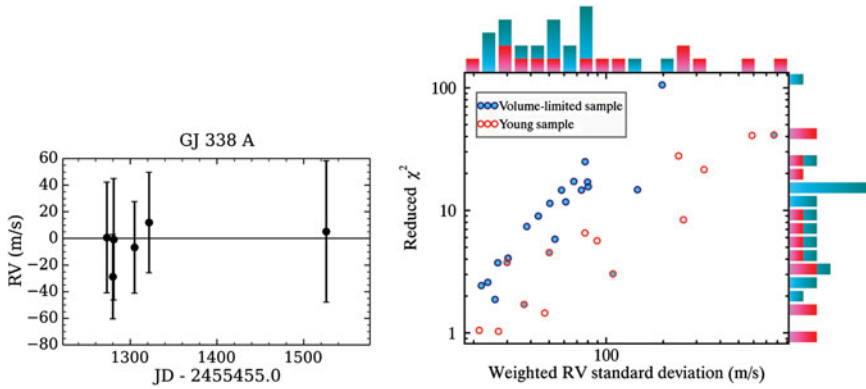 GJ 338 A
RV (m/s)
60
40
20
0
−20
−40
−60
−80
1300
1400
1500
JD - 2455455.0
Reduced χ²
100
10
1
Volume-limited sample
Young sample
100
Weighted RV standard deviation (m/s)